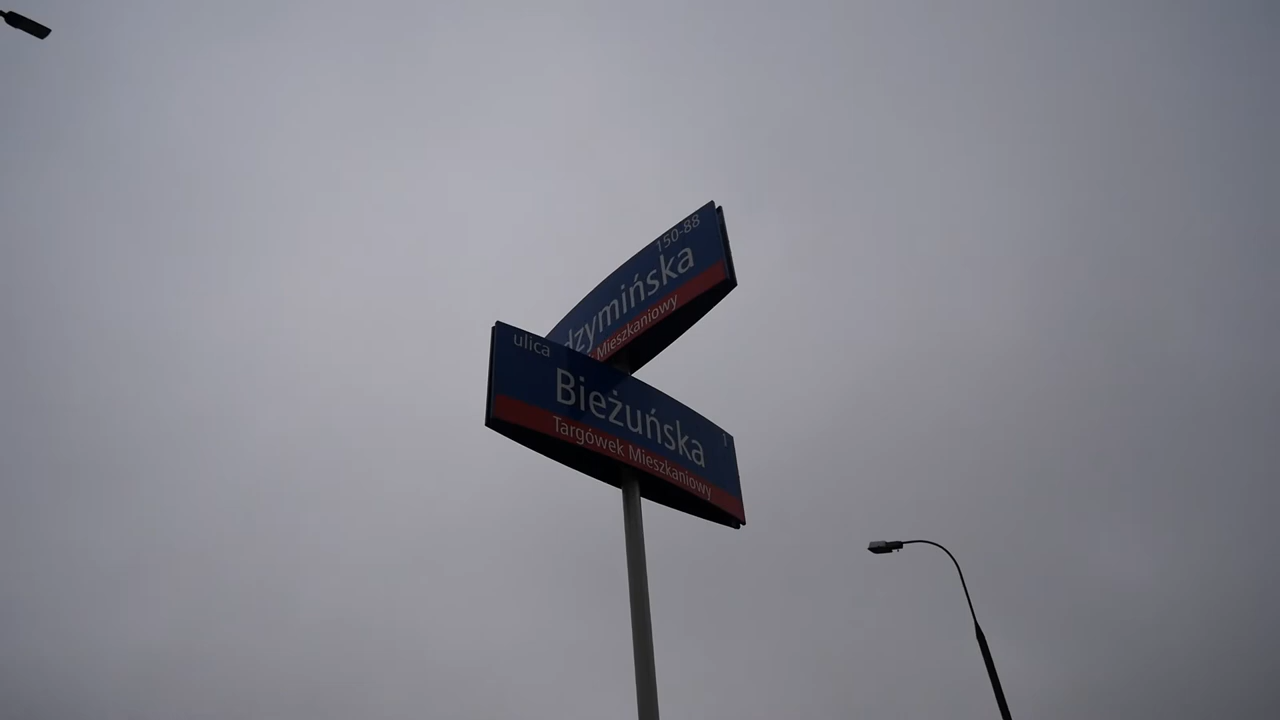 150-88
dzymińska
Mieszkaniowy
ulica
Bieżuńska
1
Targówek Mieszkaniowy